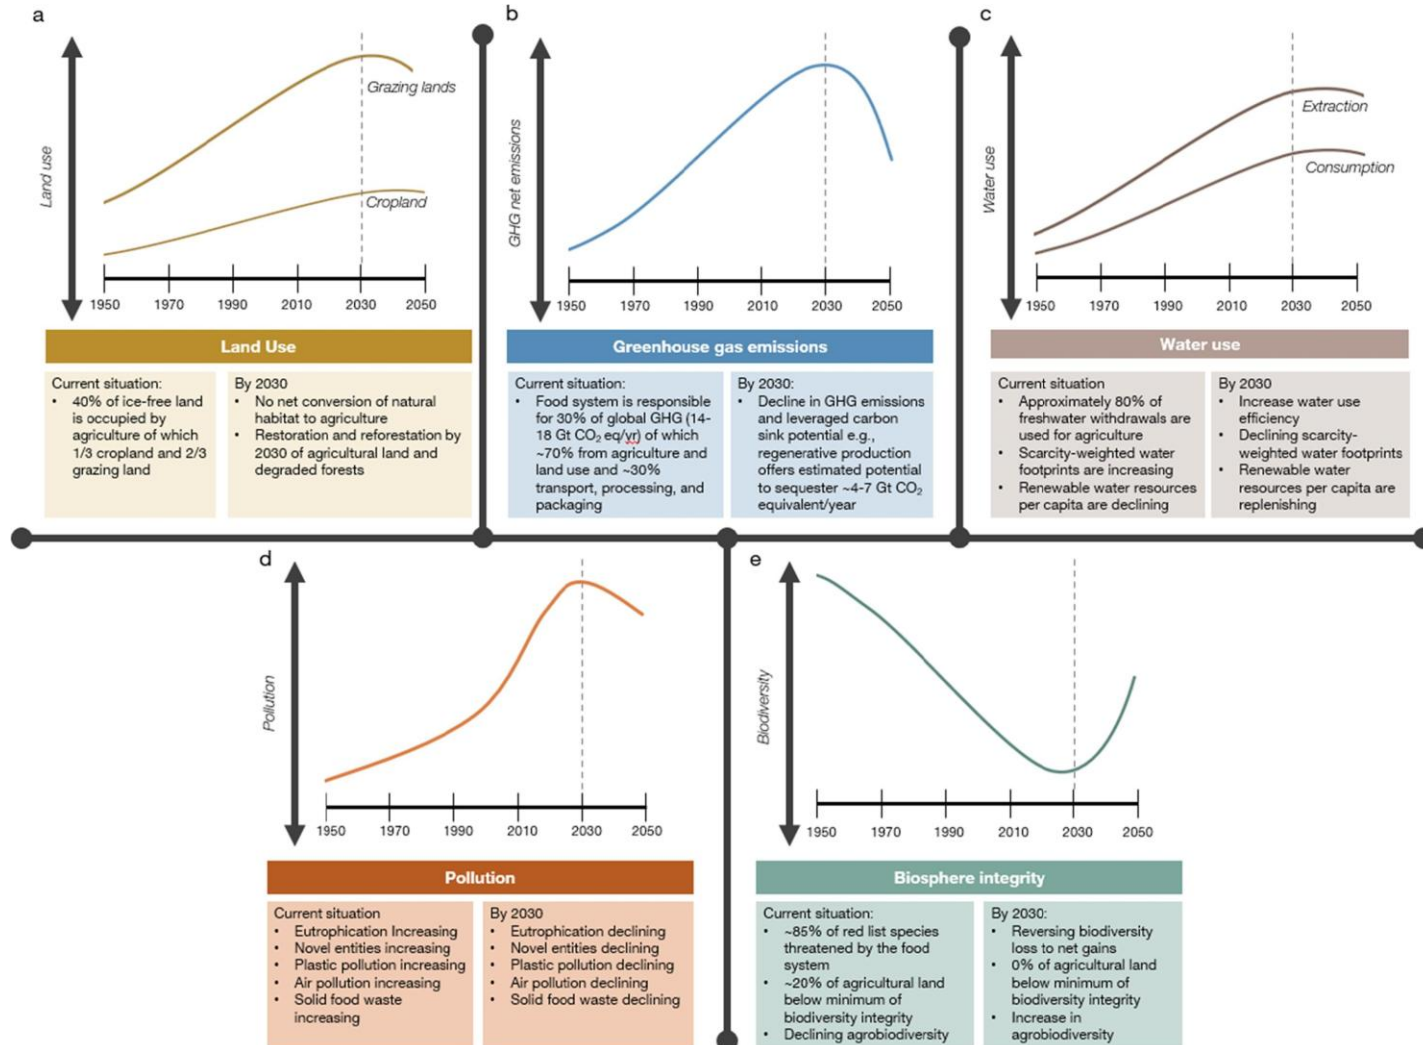 a
Land use
Grazing lands
Cropland
1950 1970 1990 2010 2030 2050
Land Use
Current situation:
• 40% of ice-free land
is occupied by
agriculture of which
1/3 cropland and 2/3
grazing land
By 2030
• No net conversion of natural
habitat to agriculture
• Restoration and reforestation by
2030 of agricultural land and
degraded forests
b
GHG net emissions
1950 1970 1990 2010 2030 2050
Greenhouse gas emissions
Current situation:
• Food system is responsible
for 30% of global GHG (14-
18 Gt CO₂ eq/yr) of which
~70% from agriculture and
land use and ~30%
transport, processing, and
packaging
By 2030:
• Decline in GHG emissions
and leveraged carbon
sink potential e.g.,
regenerative production
offers estimated potential
to sequester ~4-7 Gt CO₂
equivalent/year
c
Water use
Extraction
Consumption
1950 1970 1990 2010 2030 2050
Water use
Current situation
• Approximately 80% of
freshwater withdrawals are
used for agriculture
• Scarcity-weighted water
footprints are increasing
• Renewable water resources
per capita are declining
By 2030
• Increase water use
efficiency
• Declining scarcity-
weighted water footprints
• Renewable water
resources per capita are
replenishing
d
Pollution
1950 1970 1990 2010 2030 2050
Pollution
Current situation
• Eutrophication Increasing
• Novel entities increasing
• Plastic pollution increasing
• Air pollution increasing
• Solid food waste
increasing
By 2030
• Eutrophication declining
• Novel entities declining
• Plastic pollution declining
• Air pollution declining
• Solid food waste declining
e
Biodiversity
1950 1970 1990 2010 2030 2050
Biosphere integrity
Current situation:
• ~85% of red list species
threatened by the food
system
• ~20% of agricultural land
below minimum of
biodiversity integrity
• Declining agrobiodiversity
By 2030:
• Reversing biodiversity
loss to net gains
• 0% of agricultural land
below minimum of
biodiversity integrity
• Increase in
agrobiodiversity